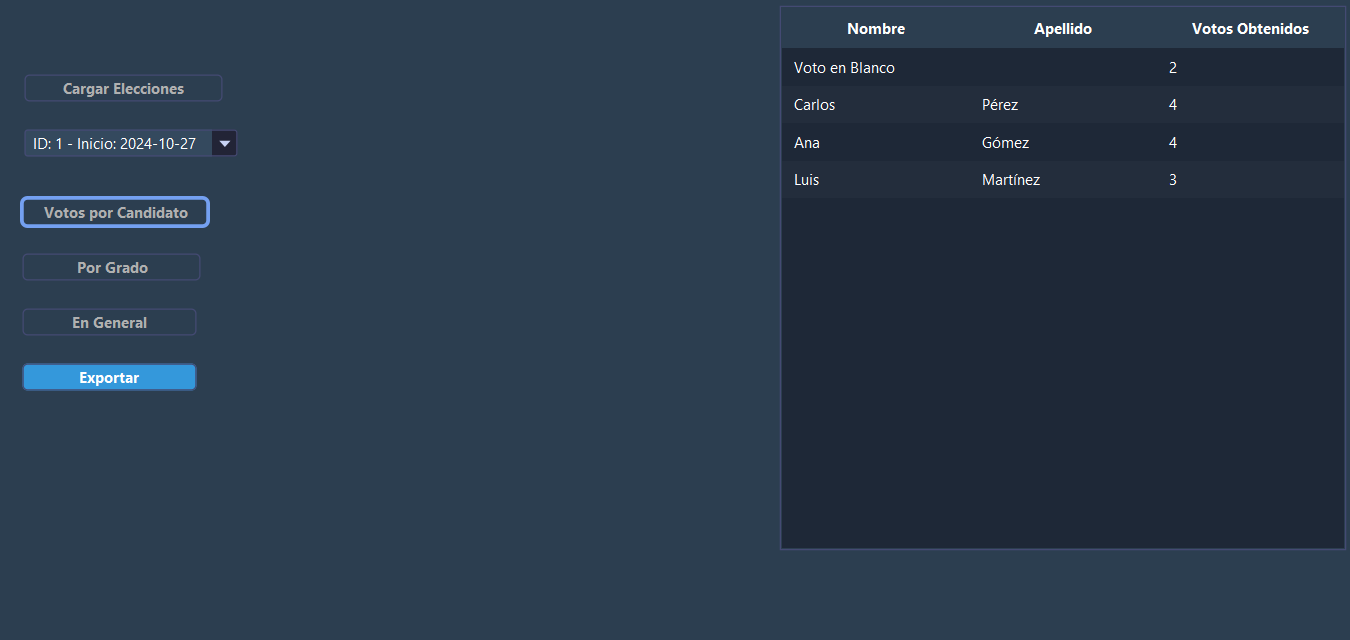 Cargar Elecciones
ID: 1 - Inicio: 2024-10-27
Votos por Candidato
Por Grado
En General
Exportar
Nombre Apellido Votos Obtenidos
Voto en Blanco 2
Carlos Pérez 4
Ana Gómez 4
Luis Martínez 3